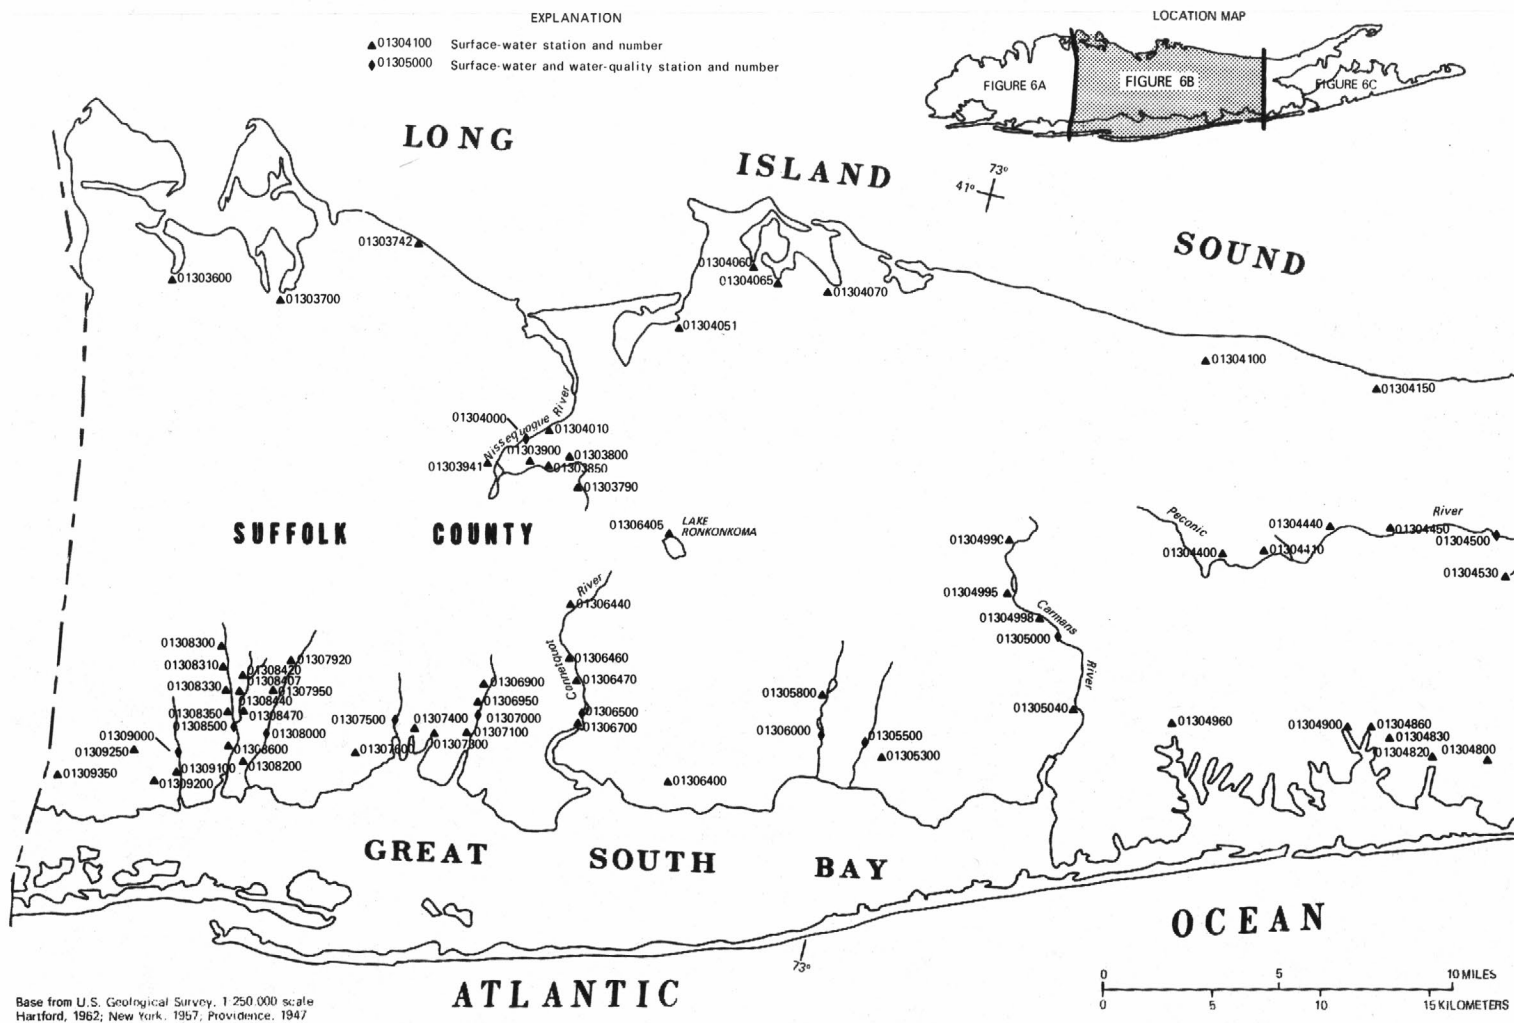 EXPLANATION
01304100 Surface-water station and number
01305000 Surface-water and water-quality station and number
LOCATION MAP
FIGURE 6A
FIGURE 6B
FIGURE 6C
LONG
ISLAND
SOUND
73°
41°
01303742
01303600
01303700
01304060
01304065
01304070
01304051
01304100
01304150
Nissequogue River
01304000
01304010
01303900
01303800
01303941
01303850
01303790
SUFFOLK COUNTY
01306405
LAKE
RONKONKOMA
Peconic
River
01304440
01304450
01304500
01304400
01304410
01304530
01304990
01304995
01304998
Carmans
River
01305000
01305040
Connetquot
River
01306440
01306460
01306470
01306500
01306700
01308300
01308310
01308330
01308350
01308500
01307920
01308420
01308407
01307950
01308440
01308470
01308000
01308600
01308200
01309000
01309250
01309350
01309100
01309200
01306900
01306950
01307000
01307100
01307500
01307400
01307300
01307600
01306400
01305800
01306000
01305500
01305300
01304960
01304900
01304860
01304830
01304820
01304800
GREAT SOUTH BAY
73°
ATLANTIC
OCEAN
0 5 10 MILES
0 5 10 15 KILOMETERS
Base from U.S. Geological Survey, 1:250,000 scale
Hartford, 1962; New York, 1957; Providence, 1947